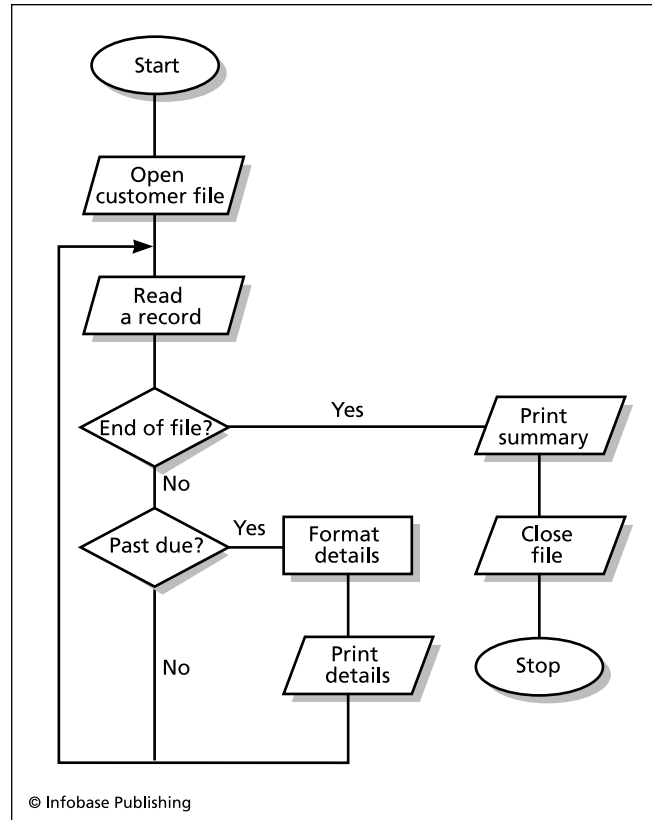 Start
Open
customer file
Read
a record
End of file?
Yes
Print
summary
No
Past due?
Yes
Format
details
Close
file
No
Print
details
Stop
© Infobase Publishing